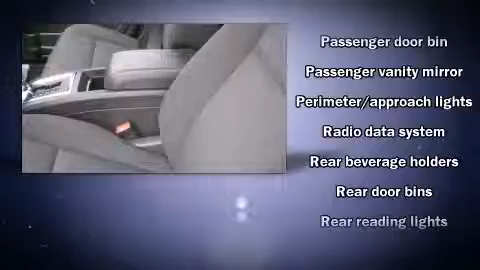 Passenger door bin
Passenger vanity mirror
Perimeter/approach lights
Radio data system
Rear beverage holders
Rear door bins
Rear reading lights